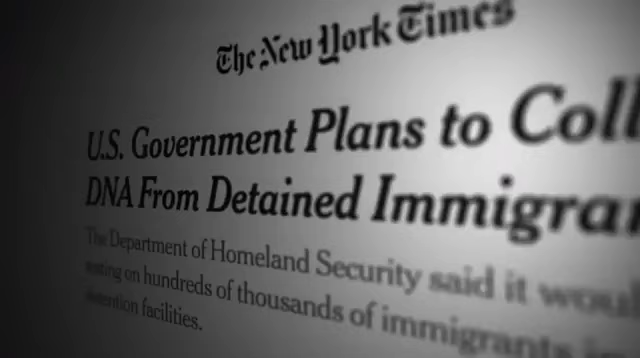 The New York Times
U.S. Government Plans to Coll
DNA From Detained Immigra
The Department of Homeland Security said it woul
on hundreds of thousands of immigrants
detention facilities.